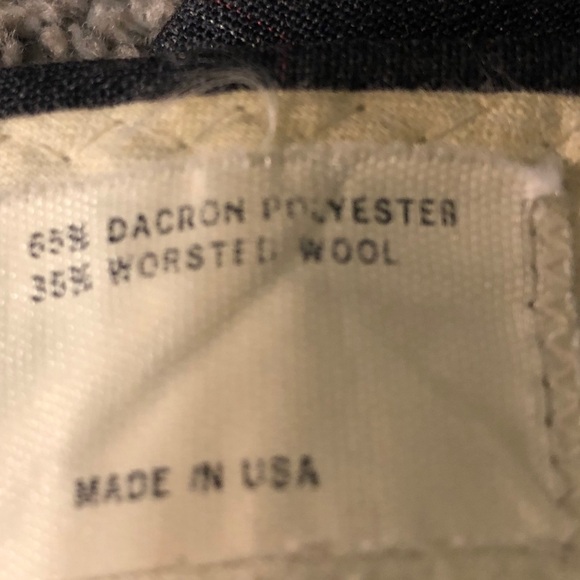 65% DACRON POLYESTER
35% WORSTED WOOL
MADE IN USA